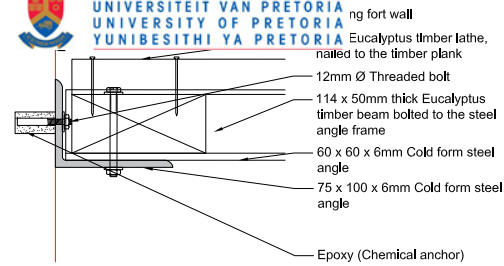 UNIVERSITEIT VAN PRETORIA
UNIVERSITY OF PRETORIA
YUNIBESITHI YA PRETORIA
ng fort wall
Eucalyptus timber lathe,
nailed to the timber plank
12mm Ø Threaded bolt
114 x 50mm thick Eucalyptus
timber beam bolted to the steel
angle frame
60 x 60 x 6mm Cold form steel
angle
75 x 100 x 6mm Cold form steel
angle
Epoxy (Chemical anchor)